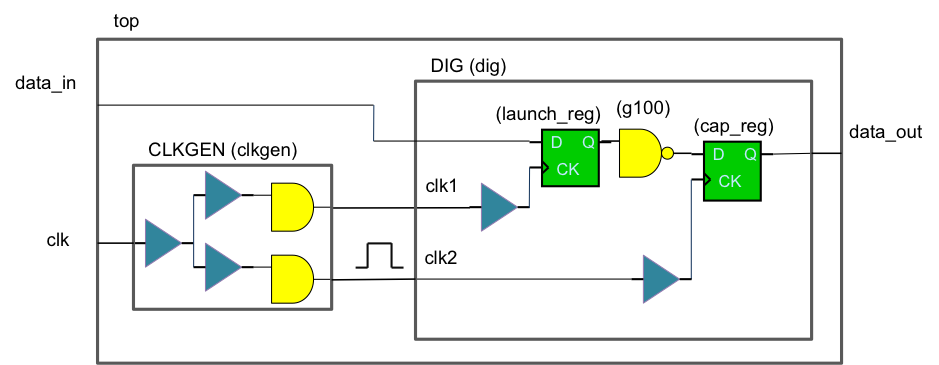 top
data_in
DIG (dig)
(launch_reg)
(g100)
(cap_reg)
data_out
D Q
CK
D Q
CK
CLKGEN (clkgen)
clk1
clk
clk2